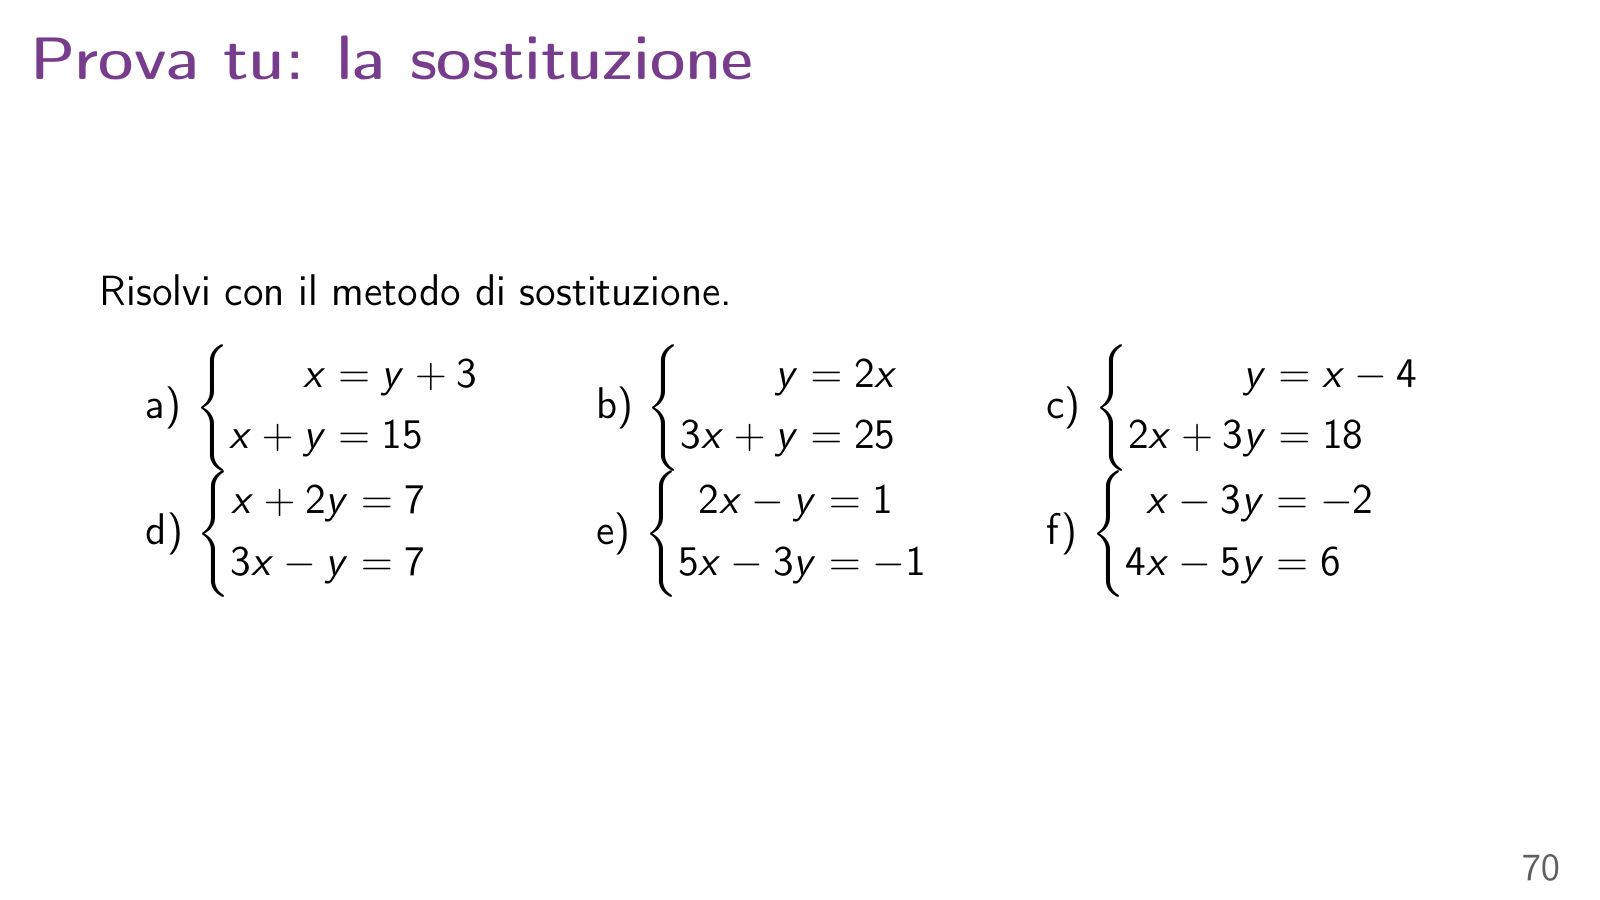 Prova tu: la sostituzione
Risolvi con il metodo di sostituzione.
a) { x = y + 3
x + y = 15
b) { y = 2x
3x + y = 25
c) { y = x − 4
2x + 3y = 18
d) { x + 2y = 7
3x − y = 7
e) { 2x − y = 1
5x − 3y = −1
f) { x − 3y = −2
4x − 5y = 6
70